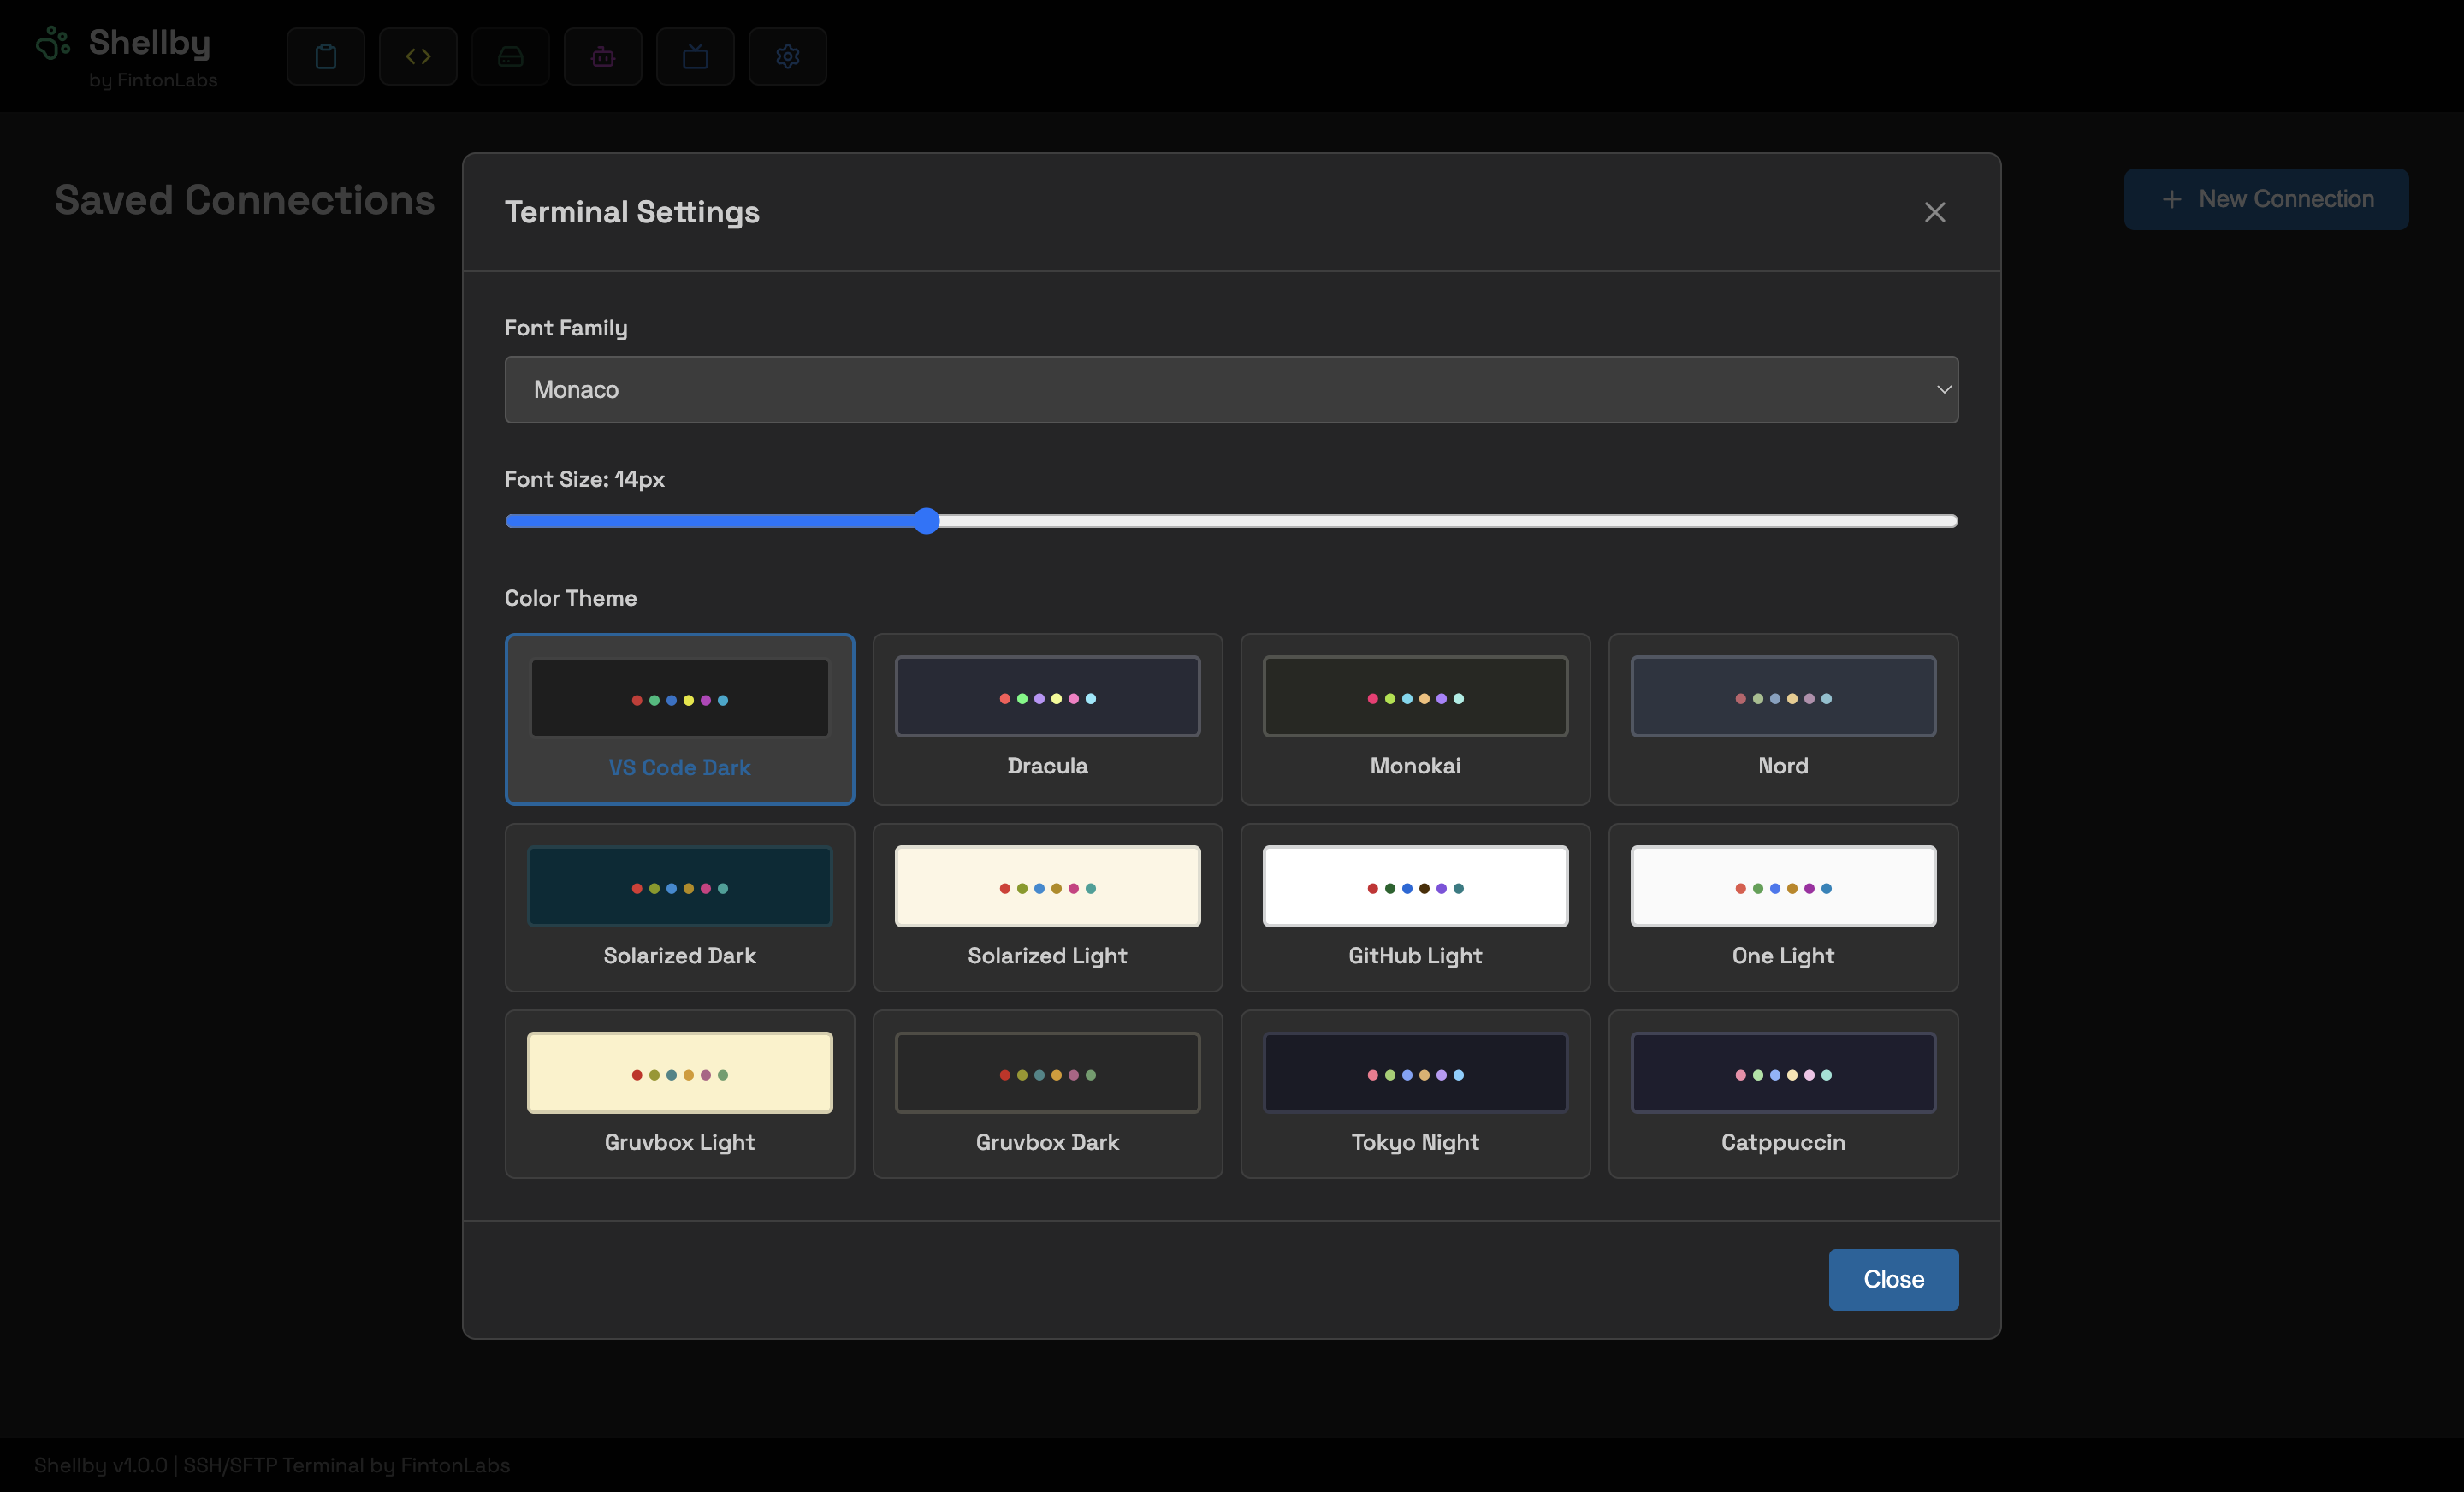 Shellby
by FintonLabs
Saved Connections
New Connection
Terminal Settings
Font Family
Monaco
Font Size: 14px
Color Theme
VS Code Dark
Dracula
Monokai
Nord
Solarized Dark
Solarized Light
GitHub Light
One Light
Gruvbox Light
Gruvbox Dark
Tokyo Night
Catppuccin
Close
Shellby v1.0.0 | SSH/SFTP Terminal by FintonLabs